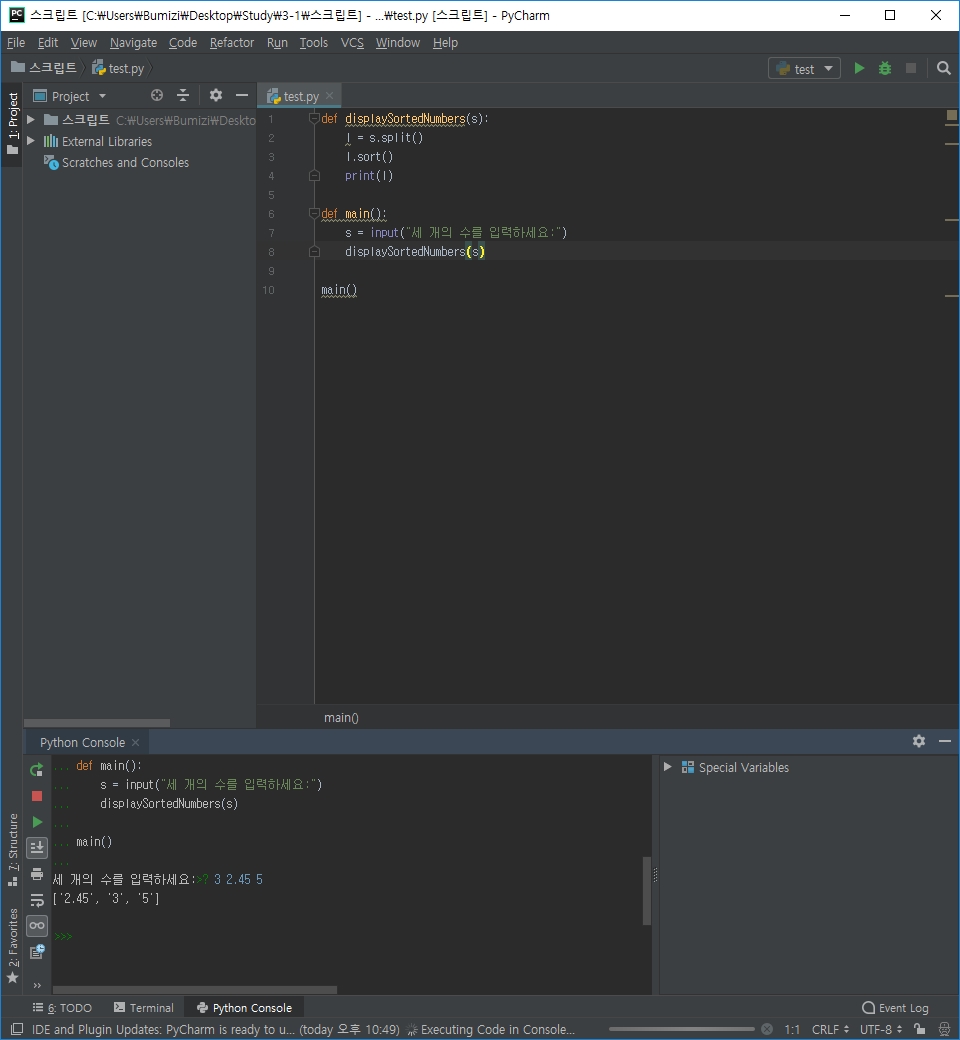 스크립트 [C:₩Users₩Bumizi₩Desktop₩Study₩3-1₩스크립트] - ...₩test.py [스크립트] - PyCharm
File Edit View Navigate Code Refactor Run Tools VCS Window Help
스크립트 test.py test
1: Project
Project
스크립트 C:₩Users₩Bumizi₩Deskto
External Libraries
Scratches and Consoles
test.py
1 def displaySortedNumbers(s):
2 l = s.split()
3 l.sort()
4 print(l)
5
6 def main():
7 s = input("세 개의 수를 입력하세요:")
8 displaySortedNumbers(s)
9
10 main()
main()
Python Console
... def main():
... s = input("세 개의 수를 입력하세요:")
... displaySortedNumbers(s)
...
... main()
...
세 개의 수를 입력하세요:>? 3 2.45 5
['2.45', '3', '5']
>>>
Special Variables
7: Structure
2: Favorites
6: TODO Terminal Python Console Event Log
IDE and Plugin Updates: PyCharm is ready to u... (today 오후 10:49) Executing Code in Console... 1:1 CRLF UTF-8